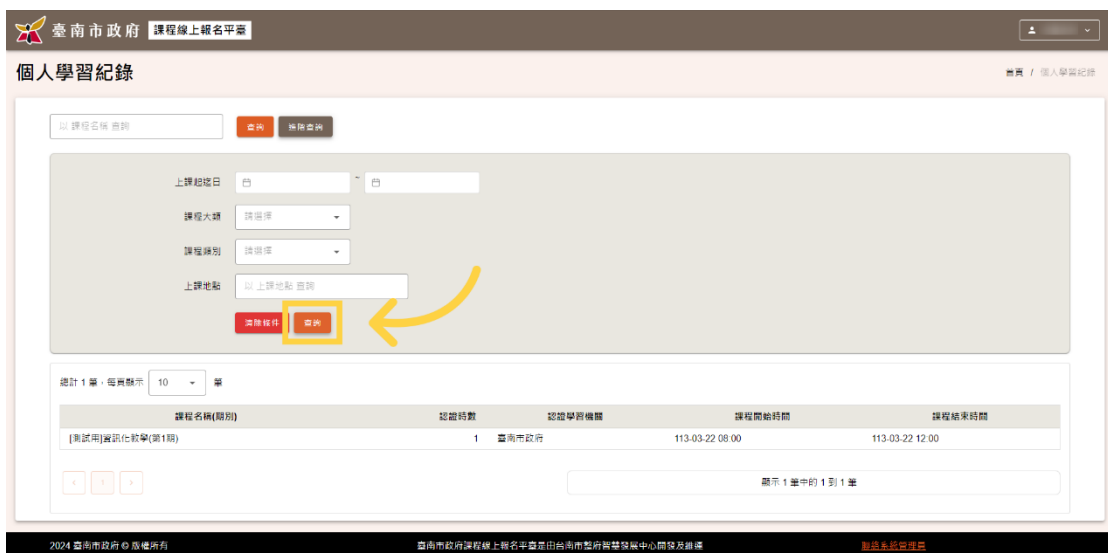 臺南市政府 課程線上報名平臺
個人學習紀錄
首頁 / 個人學習紀錄
以 課程名稱 查詢
查詢 進階查詢
上課起迄日 ~
課程大類 請選擇
課程類別 請選擇
上課地點 以 上課地點 查詢
清除條件 查詢
總計 1 筆，每頁顯示 10 筆
課程名稱(期別) 認證時數 認證學習機關 課程開始時間 課程結束時間
[測試用]資訊化教學(第1期) 1 臺南市政府 113-03-22 08:00 113-03-22 12:00
< 1 >
顯示 1 筆中的 1 到 1 筆
2024 臺南市政府 © 版權所有 臺南市政府課程線上報名平臺是由台南市政府智慧發展中心開發及維運 聯絡系統管理員